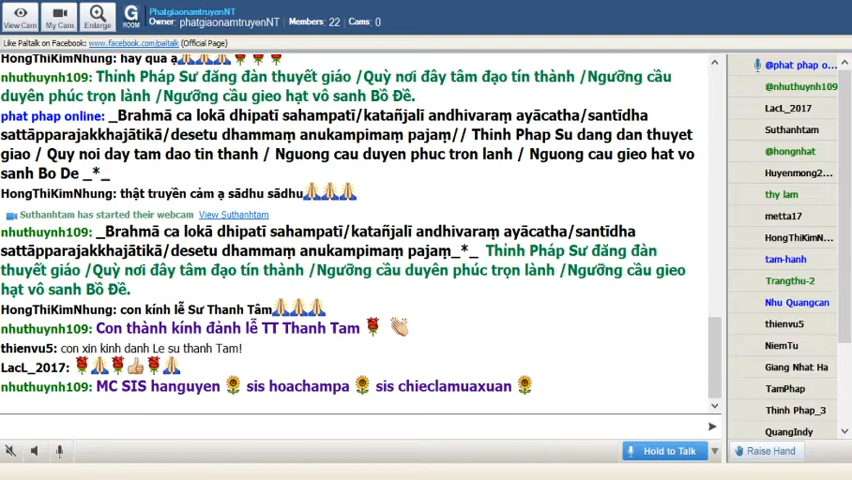 View Cam
My Cam
Enlarge
G
ROOM
PhatgiaonamtruyenNT
Owner: phatgiaonamtruyenNT Members: 22 Cams: 0
Like Paltalk on Facebook: www.facebook.com/paltalk (Official Page)
HongThiKimNhung: hay quá ạ
nhuthuynh109: Thỉnh Pháp Sư đăng đàn thuyết giáo /Quỳ nơi đây tâm đạo tín thành /Ngưỡng cầu
duyên phúc trọn lành /Ngưỡng cầu gieo hạt vô sanh Bồ Đề.
phat phap online: _Brahmā ca lokā dhipatī sahampatī/katañjalī andhivaraṃ ayācatha/santīdha
sattāpparajakkhajātikā/desetu dhammaṃ anukampimaṃ pajaṃ// Thinh Phap Su dang dan thuyet
giao / Quy noi day tam dao tin thanh / Nguong cau duyen phuc tron lanh / Nguong cau gieo hat vo
sanh Bo De _*_
HongThiKimNhung: thật truyền cảm ạ sādhu sādhu
Suthanhtam has started their webcam View Suthanhtam
nhuthuynh109: _Brahmā ca lokā dhipatī sahampatī/katañjalī andhivaraṃ ayācatha/santīdha
sattāpparajakkhajātikā/desetu dhammaṃ anukampimaṃ pajaṃ_*_ Thỉnh Pháp Sư đăng đàn
thuyết giáo /Quỳ nơi đây tâm đạo tín thành /Ngưỡng cầu duyên phúc trọn lành /Ngưỡng cầu gieo
hạt vô sanh Bồ Đề.
HongThiKimNhung: con kính lễ Sư Thanh Tâm
nhuthuynh109: Con thành kính đảnh lễ TT Thanh Tam
thienvu5: con xin kinh danh Le su thanh Tam!
LacL_2017:
nhuthuynh109: MC SIS hanguyen sis hoachampa sis chieclamuaxuan
@phat phap o...
@nhuthuynh109
LacL_2017
Suthanhtam
@hongnhat
Huyenmong2...
thy lam
metta17
HongThiKimN...
tam-hanh
Trangthu-2
Nhu Quangcan
thienvu5
NiemTu
Giang Nhat Ha
TamPhap
Thinh Phap_3
QuangIndy
Hold to Talk
Raise Hand